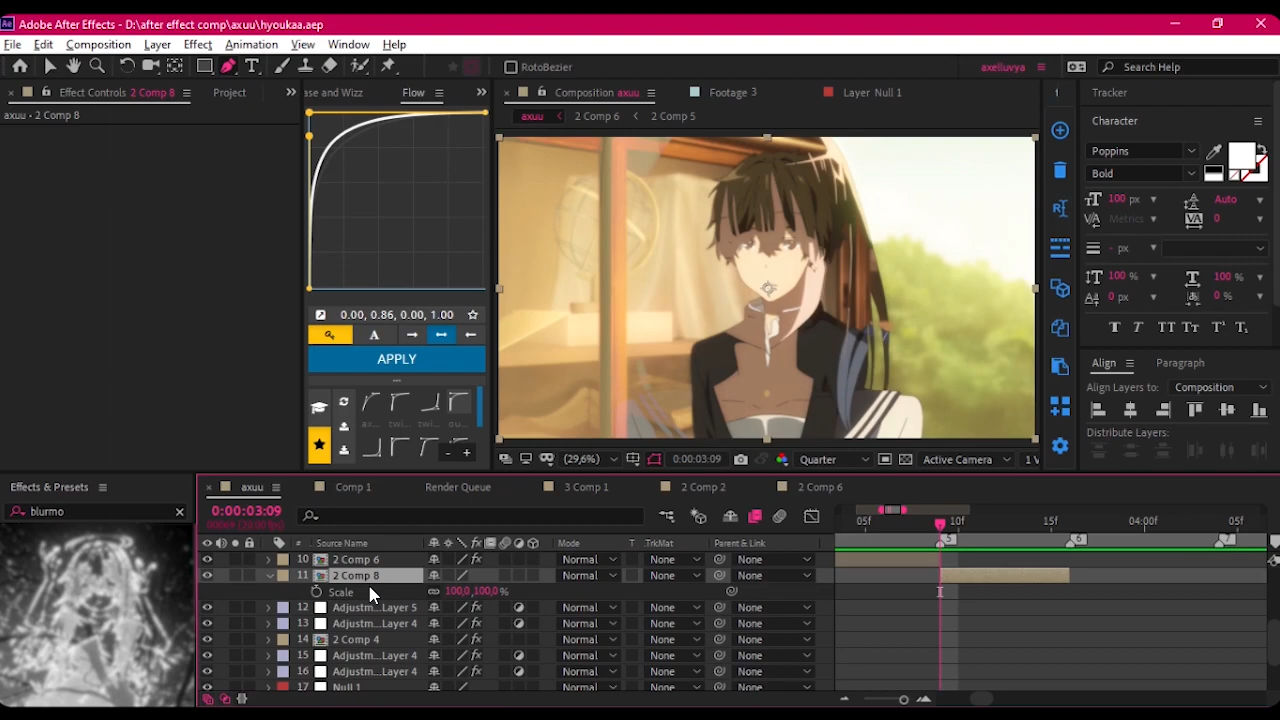 Adobe After Effects - D:\after effect comp\axuu\hyoukaa.aep
File Edit Composition Layer Effect Animation View Window Help
RotoBezier
axelluvya
Search Help
Effect Controls 2 Comp 8
Project
ase and Wizz
Flow
Composition axuu
Footage 3
Layer Null 1
1
Tracker
axuu • 2 Comp 8
axuu
2 Comp 6
2 Comp 5
Character
Poppins
Bold
100 px
Auto
Metrics
0
- px
100 %
100 %
0 px
0 %
0.00, 0.86, 0.00, 1.00
APPLY
Align
Paragraph
Align Layers to:
Composition
Distribute Layers:
(29,6%)
0:00:03:09
Quarter
Active Camera
1 V
Effects & Presets
blurmo
axuu
Comp 1
Render Queue
3 Comp 1
2 Comp 2
2 Comp 6
0:00:03:09
05f
10f
15f
04:00f
05f
#
Source Name
Mode
T
.TrkMat
Parent & Link
5
6
7
10
2 Comp 6
Normal
None
None
11
2 Comp 8
Normal
None
None
Scale
100,0,100,0 %
12
Adjustm...Layer 5
Normal
None
None
13
Adjustm...Layer 4
Normal
None
None
14
2 Comp 4
Normal
None
None
15
Adjustm...Layer 4
Normal
None
None
16
Adjustm...Layer 4
Normal
None
None
17
Null 1
Normal
None
None